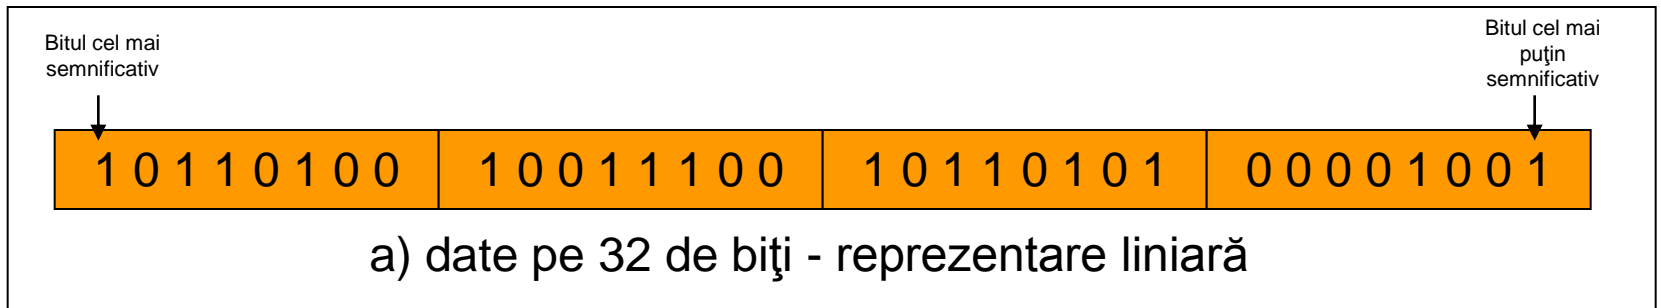 Bitul cel mai
semnificativ
Bitul cel mai
puţin
semnificativ
1 0 1 1 0 1 0 0 1 0 0 1 1 1 0 0 1 0 1 1 0 1 0 1 0 0 0 0 1 0 0 1
a) date pe 32 de biţi - reprezentare liniară